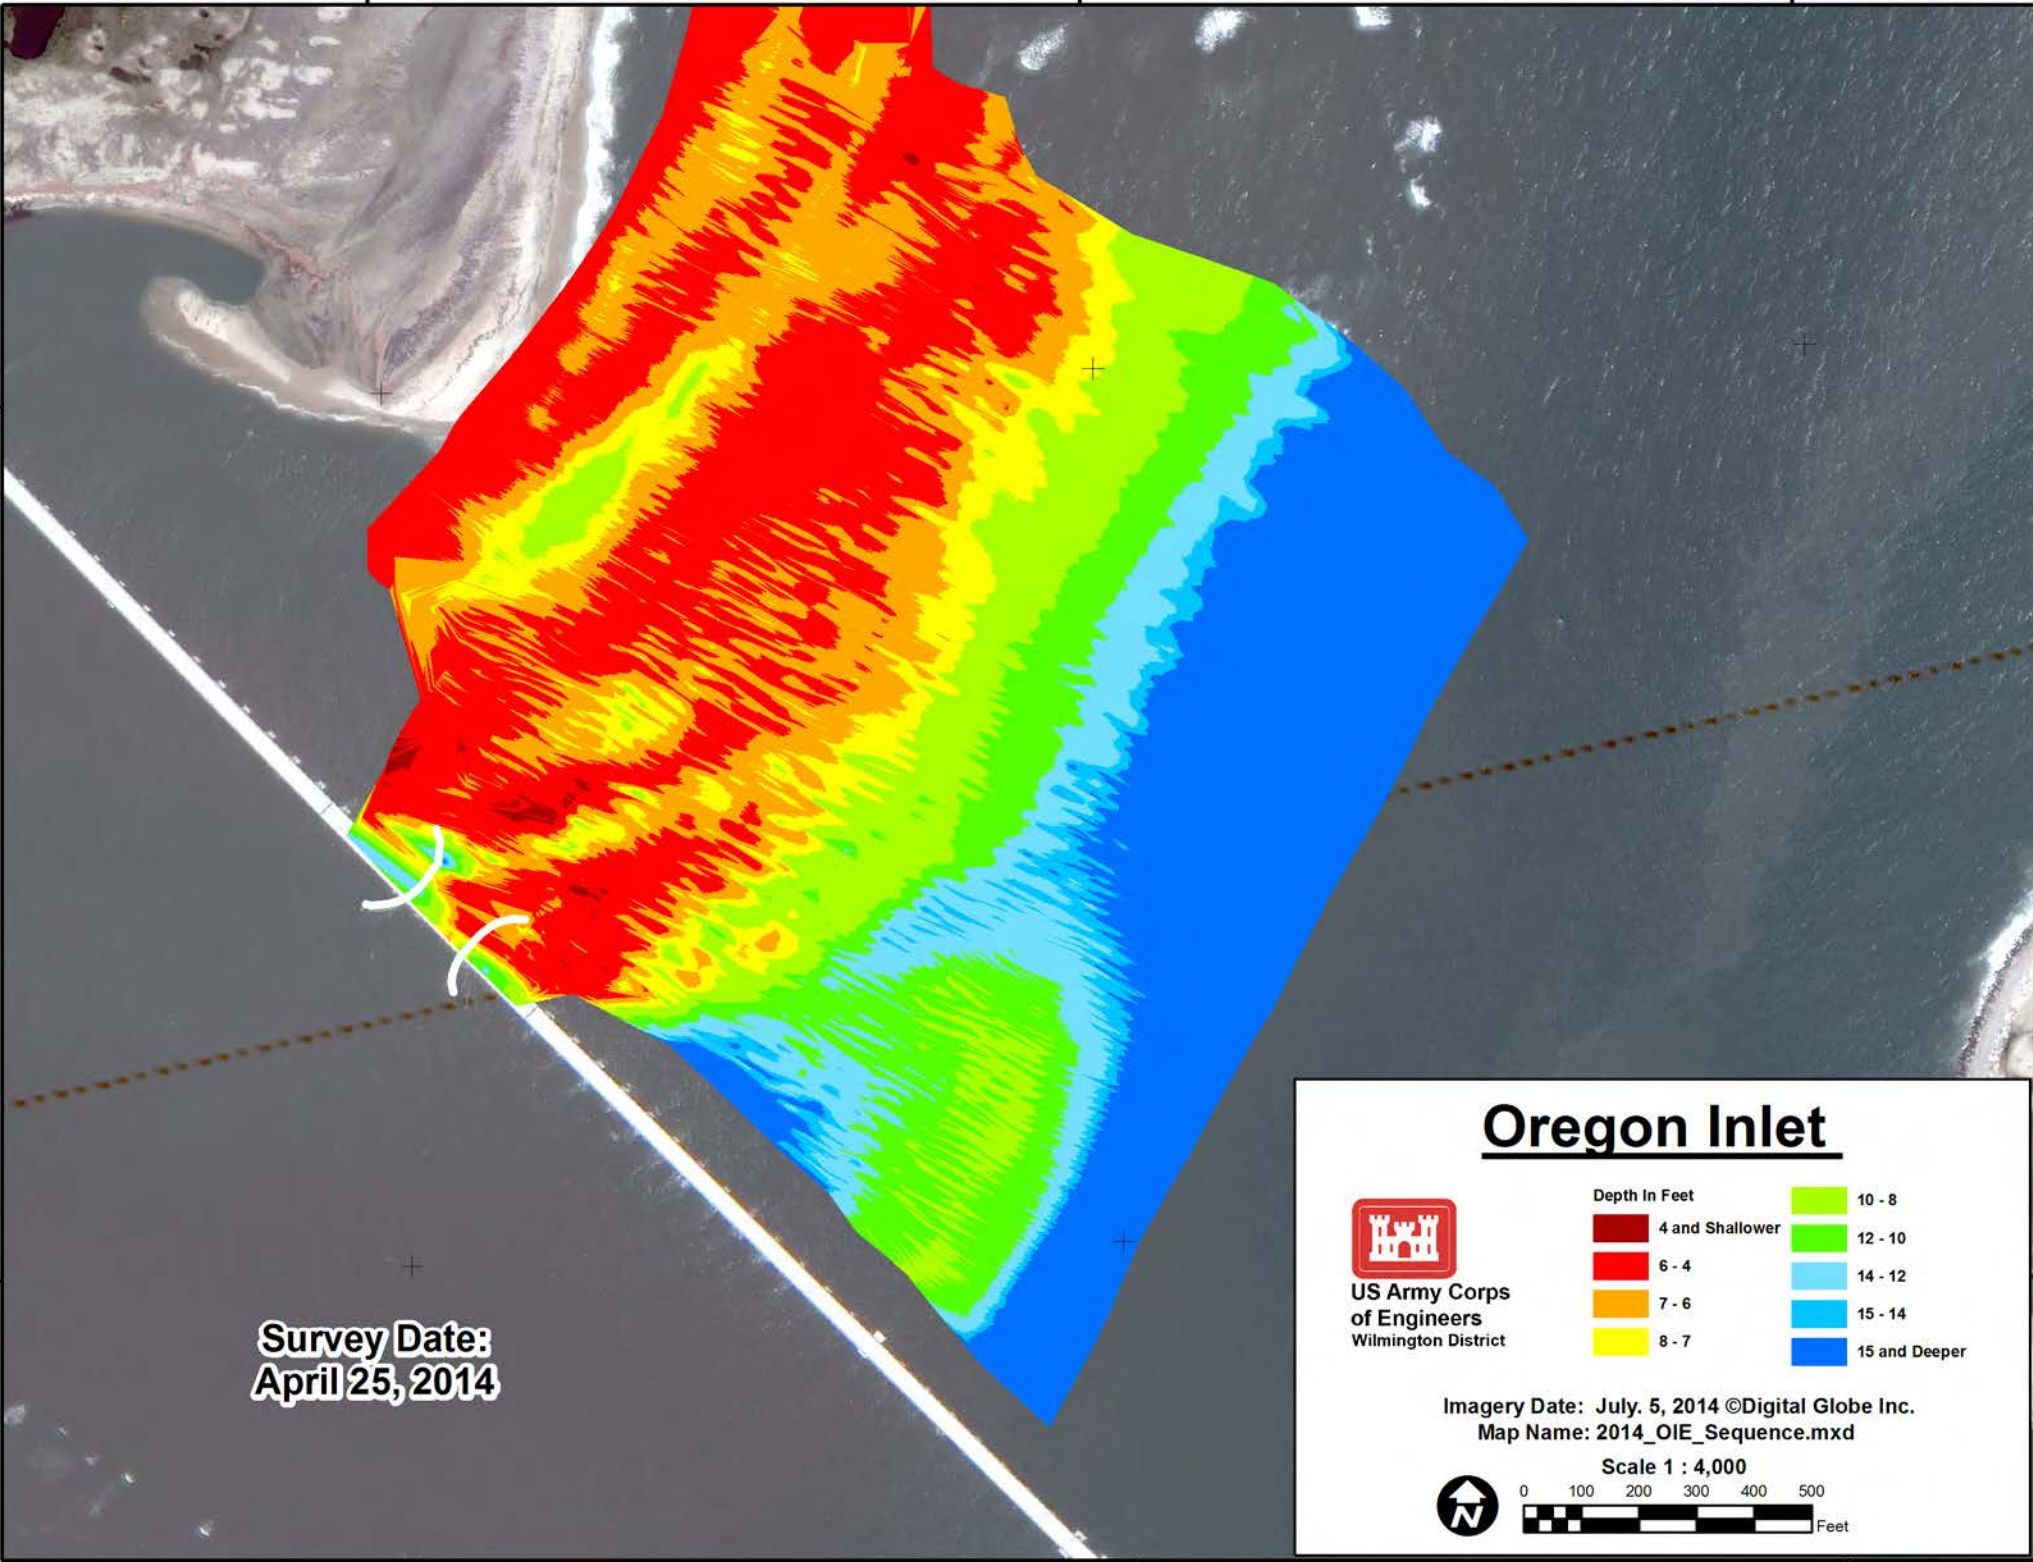 Survey Date:
April 25, 2014
Oregon Inlet
US Army Corps
of Engineers
Wilmington District
Depth In Feet
4 and Shallower
6 - 4
7 - 6
8 - 7
10 - 8
12 - 10
14 - 12
15 - 14
15 and Deeper
Imagery Date: July. 5, 2014 ©Digital Globe Inc.
Map Name: 2014_OIE_Sequence.mxd
Scale 1 : 4,000
N
0 100 200 300 400 500
Feet